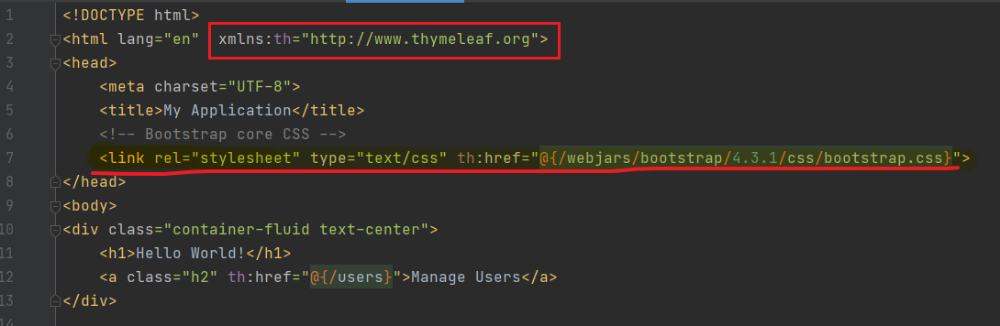 1 <!DOCTYPE html>
2 <html lang="en" xmlns:th="http://www.thymeleaf.org">
3 <head>
4 <meta charset="UTF-8">
5 <title>My Application</title>
6 <!-- Bootstrap core CSS -->
7 <link rel="stylesheet" type="text/css" th:href="@{/webjars/bootstrap/4.3.1/css/bootstrap.css}">
8 </head>
9 <body>
10 <div class="container-fluid text-center">
11 <h1>Hello World!</h1>
12 <a class="h2" th:href="@{/users}">Manage Users</a>
13 </div>
14